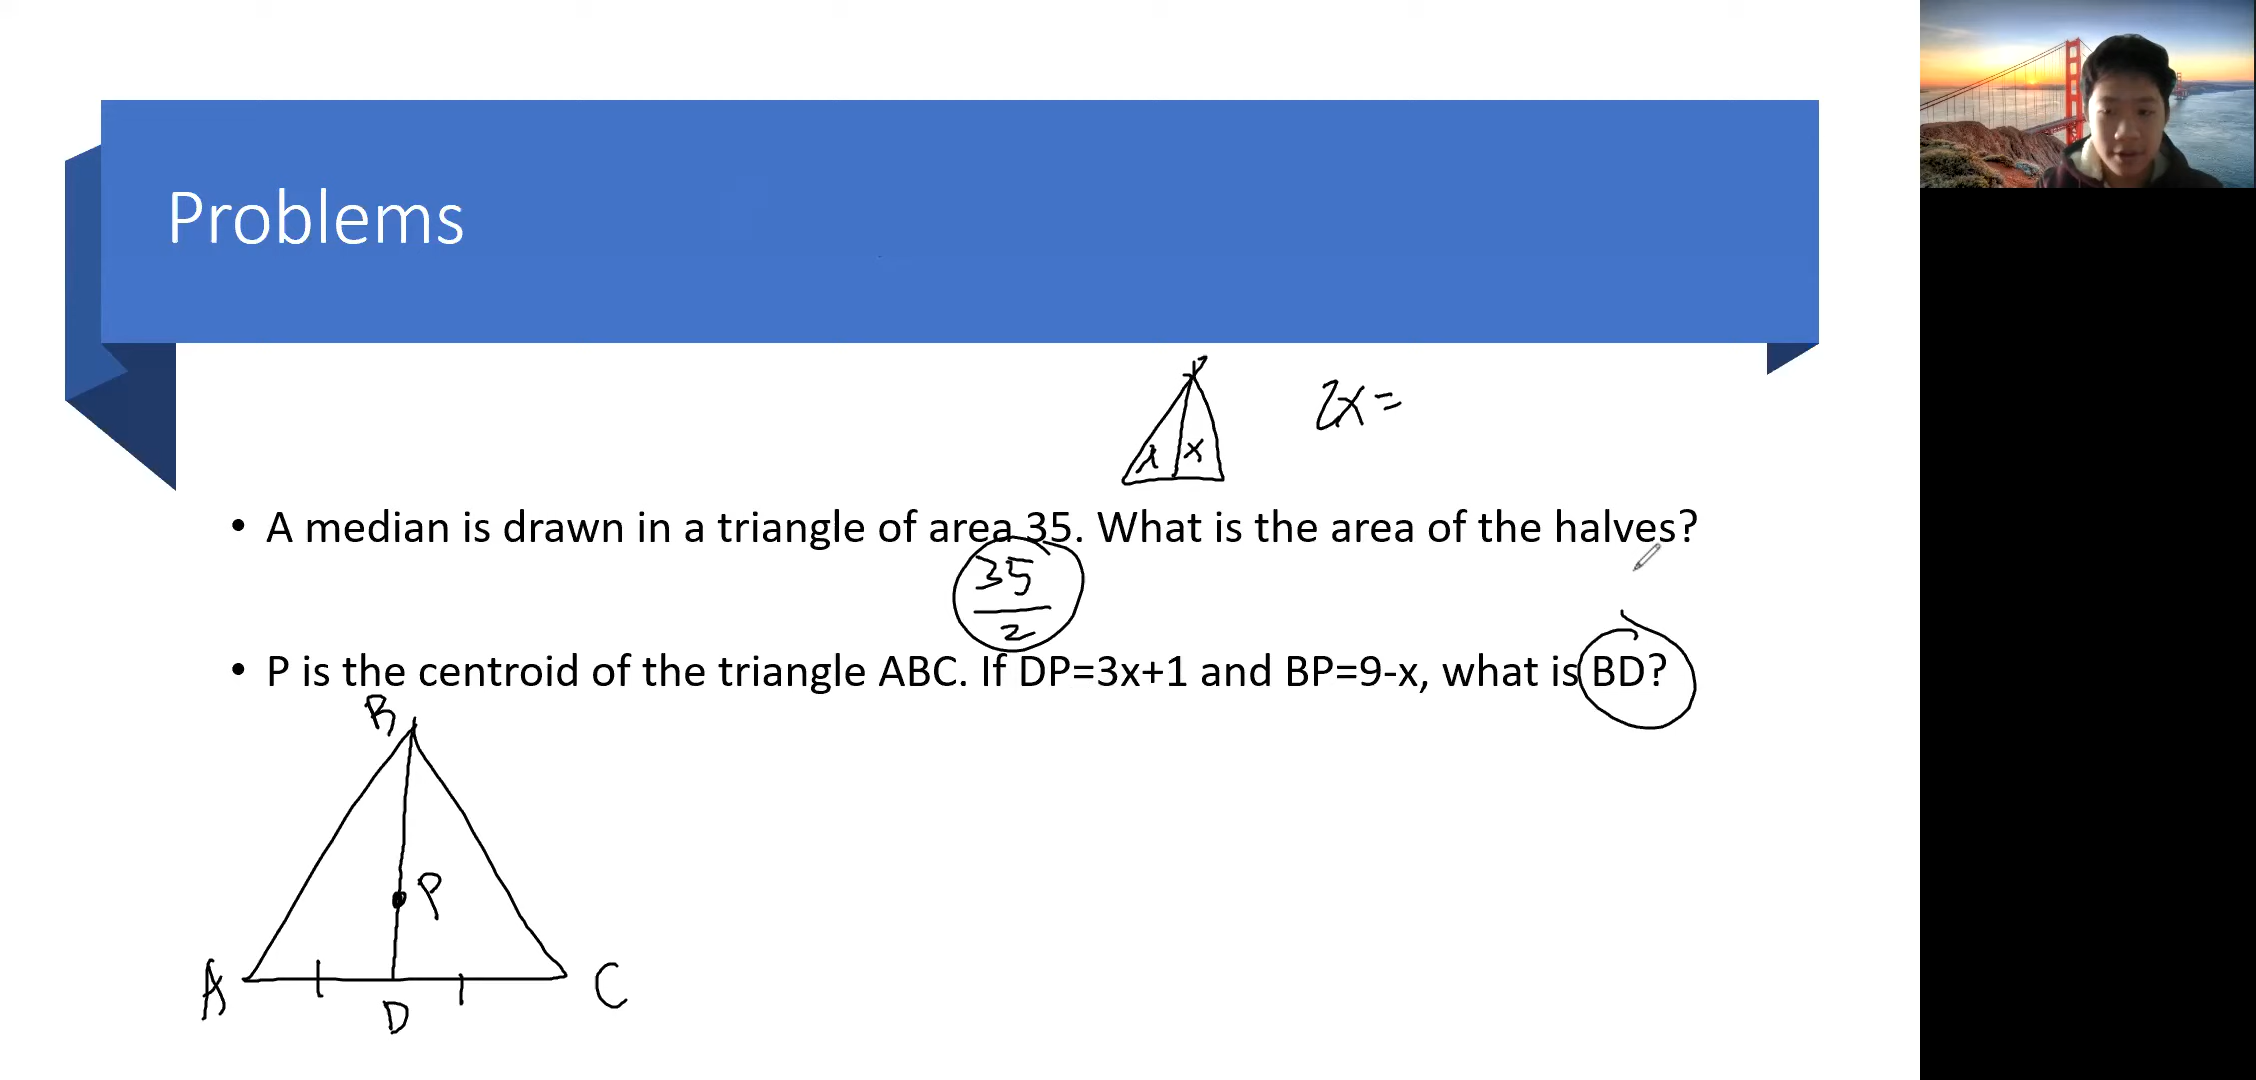 Problems
2x=
x x
• A median is drawn in a triangle of area 35. What is the area of the halves?
35
2
• P is the centroid of the triangle ABC. If DP=3x+1 and BP=9-x, what is BD?
B
P
A C
D